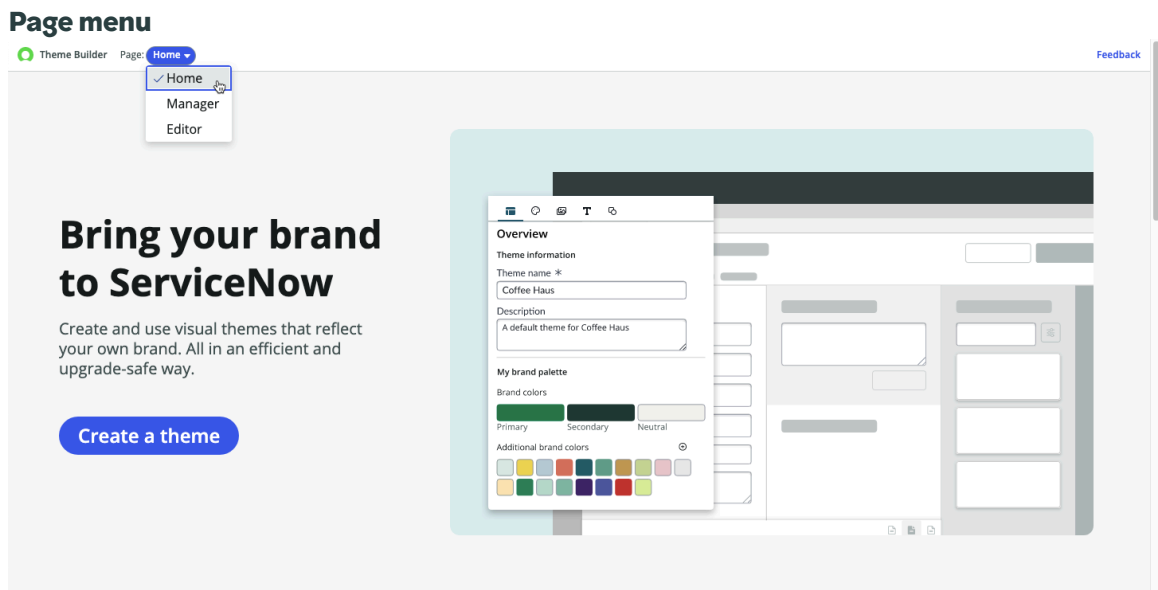 Page menu
Theme Builder Page: Home Feedback
Home
Manager
Editor
Bring your brand
to ServiceNow
Create and use visual themes that reflect
your own brand. All in an efficient and
upgrade-safe way.
Create a theme
Overview
Theme information
Theme name *
Coffee Haus
Description
A default theme for Coffee Haus
My brand palette
Brand colors
Primary Secondary Neutral
Additional brand colors